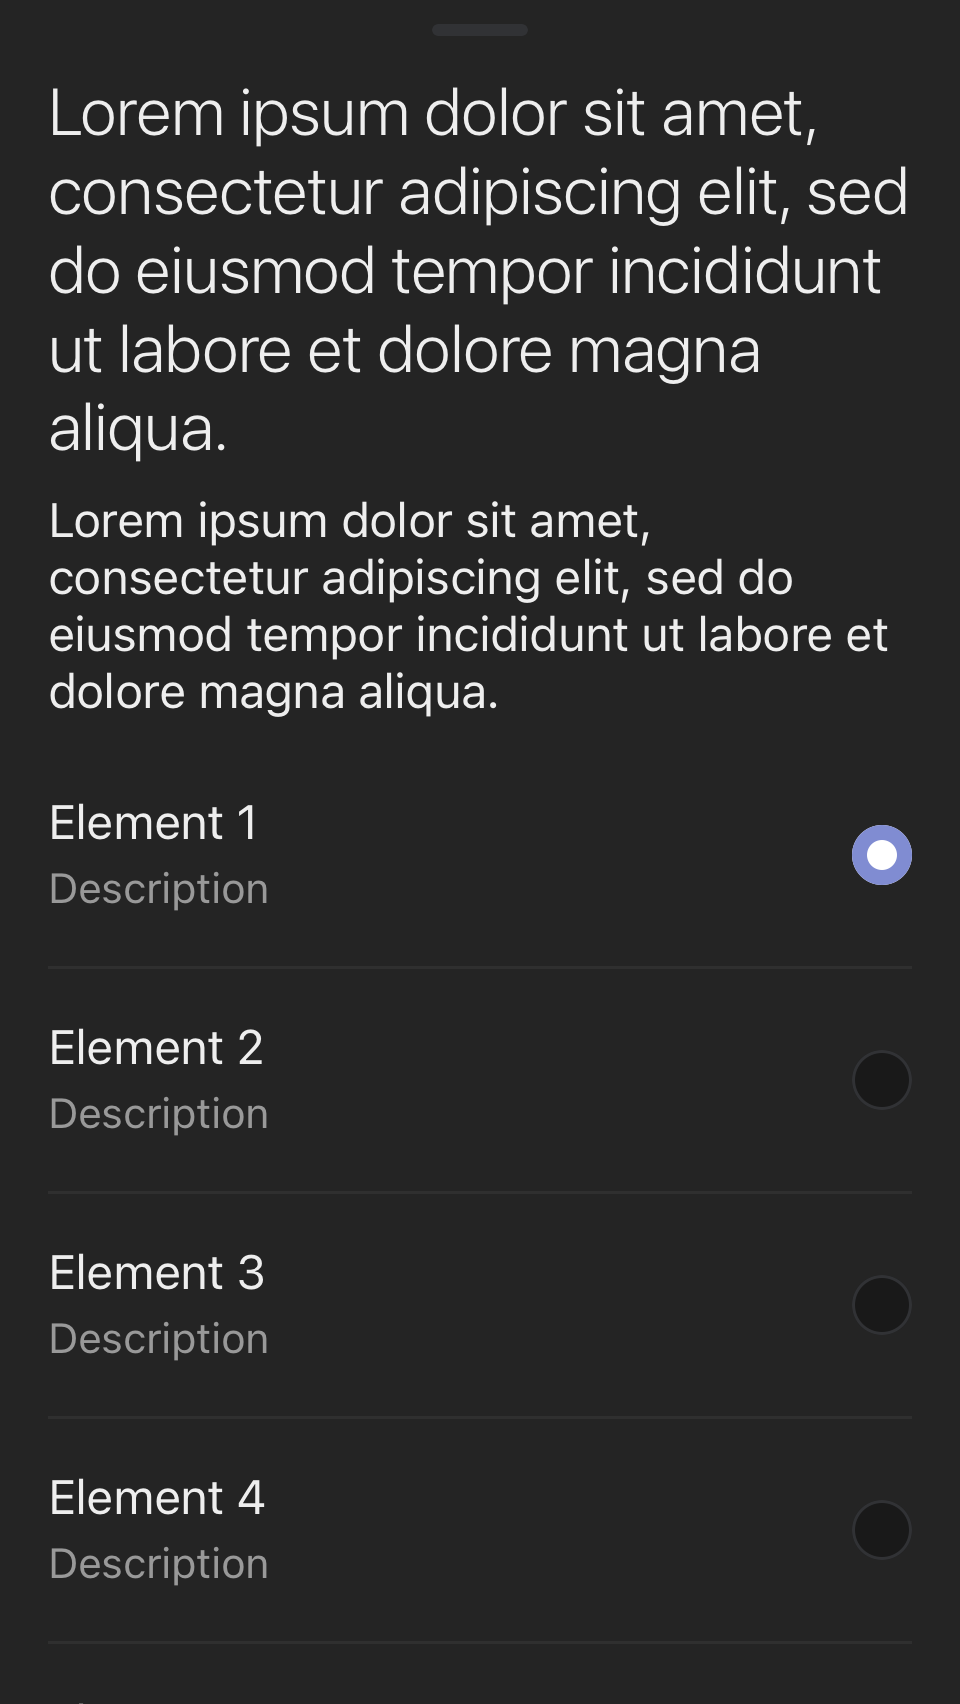 Lorem ipsum dolor sit amet,
consectetur adipiscing elit, sed
do eiusmod tempor incididunt
ut labore et dolore magna
aliqua.
Lorem ipsum dolor sit amet,
consectetur adipiscing elit, sed do
eiusmod tempor incididunt ut labore et
dolore magna aliqua.
Element 1
Description
Element 2
Description
Element 3
Description
Element 4
Description